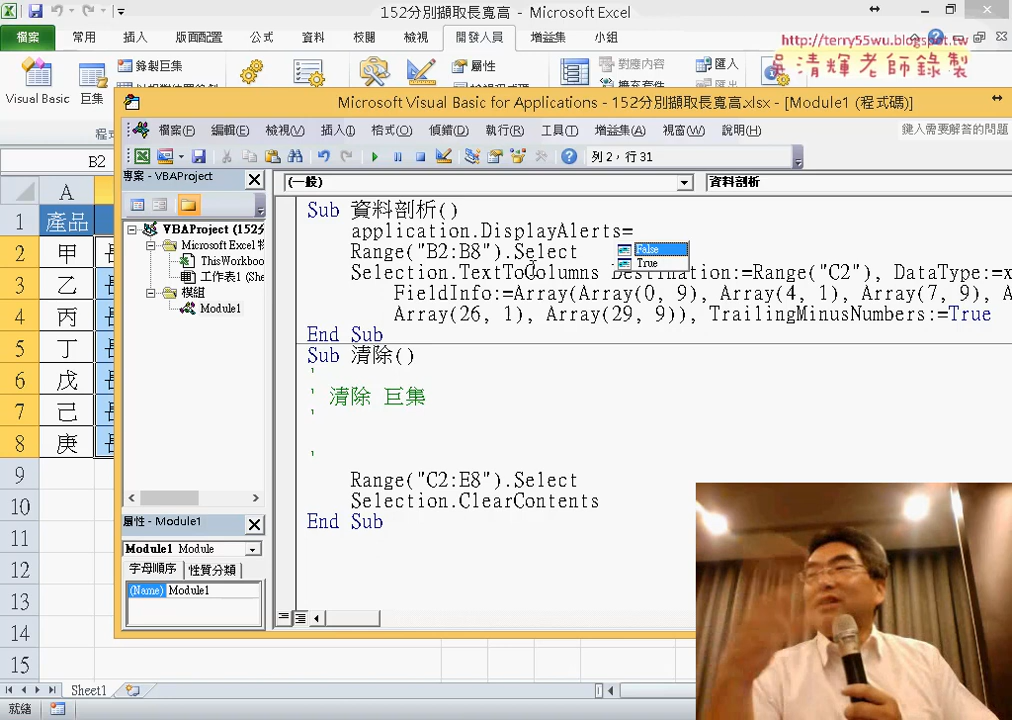 152分別擷取長寬高 - Microsoft Excel
檔案 常用 插入 版面配置 公式 資料 校閱 檢視 開發人員 增益集 小組
http://terry55wu.blogspot.tw
吳清輝老師錄製
錄製巨集 屬性 對應內容 匯入
Visual Basic 巨集
Microsoft Visual Basic for Applications - 152分別擷取長寬高.xlsx - [Module1 (程式碼)]
檔案(F) 編輯(E) 檢視(V) 插入(I) 格式(O) 偵錯(D) 執行(R) 工具(T) 增益集(A) 視窗(W) 說明(H) 鍵入需要解答的問題
列 2，行 31
B2
專案 - VBAProject
(一般) 資料剖析
VBAProject (152分
Microsoft Excel 物
ThisWorkboo
工作表1 (She
模組
Module1
屬性 - Module1
Module1 Module
字母順序 性質分類
(Name) Module1
Sub 資料剖析()
application.DisplayAlerts=
False
True
Range("B2:B8").Select
Selection.TextToColumns Destination:=Range("C2"), DataType:=x
FieldInfo:=Array(Array(0, 9), Array(4, 1), Array(7, 9), A
Array(26, 1), Array(29, 9)), TrailingMinusNumbers:=True
End Sub
Sub 清除()
'
' 清除 巨集
'
'
Range("C2:E8").Select
Selection.ClearContents
End Sub
A
1 產品
2 甲
3 乙
4 丙
5 丁
6 戊
7 己
8 庚
9
10
11
12
13
14
15
Sheet1
就緒